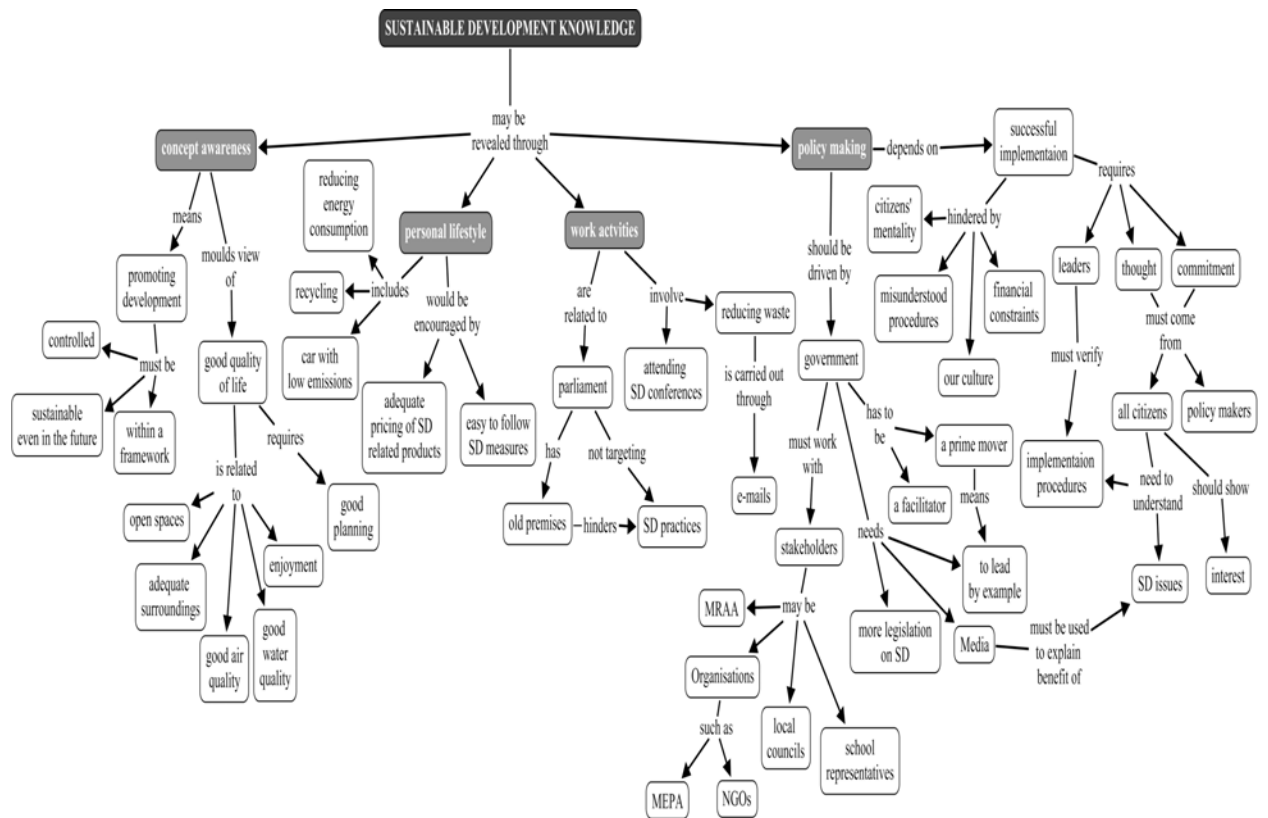 SUSTAINABLE DEVELOPMENT KNOWLEDGE
may be
revealed through
concept awareness
means
promoting
development
must be
controlled
sustainable
even in the future
within a
framework
moulds view
of
good quality
of life
is related
to
open spaces
adequate
surroundings
good air
quality
good
water
quality
enjoyment
requires
good
planning
personal lifestyle
includes
reducing
energy
consumption
recycling
car with
low emissions
would be
encouraged by
adequate
pricing of SD
related products
easy to follow
SD measures
work actvities
are
related to
parliament
has
old premises
hinders
not targeting
SD practices
involve
attending
SD conferences
reducing waste
is carried out
through
e-mails
policy making
depends on
successful
implementaion
hindered by
citizens'
mentality
misunderstood
procedures
our culture
financial
constraints
requires
leaders
thought
commitment
must verify
implementaion
procedures
must come
from
all citizens
policy makers
need to
understand
SD issues
should show
interest
should be
driven by
government
must work
with
stakeholders
may be
MRAA
Organisations
such as
MEPA
NGOs
local
councils
school
representatives
has to
be
a prime mover
means
a facilitator
needs
to lead
by example
more legislation
on SD
Media
must be used
to explain
benefit of